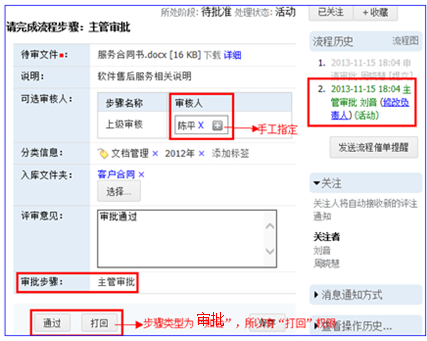 所处阶段: 待批准 处理状态: 活动
请完成流程步骤：主管审批
待审文件■: 服务合同书.docx [16 KB] 下载 详细
说明: 软件售后服务相关说明
可选审核人:
步骤名称 审核人
上级审核 陈平 X
手工指定
分类信息: 文档管理 × 2012年 × 添加标签
入库文件夹: 客户合同 ×
选择...
评审意见: 审批通过
审批步骤: 主管审批
通过 打回
步骤类型为“审批”，所以有“打回”权限
已关注 +收藏
流程历史 流程图
1. 2013-11-15 18:04 申
2. 2013-11-15 18:04 主
管审批 刘音 (修改负
责人) (活动)
发送流程催单提醒
关注
关注人将自动接收新的评注
通知
关注者
刘音
周晓慧
消息通知方式
查看操作历史...